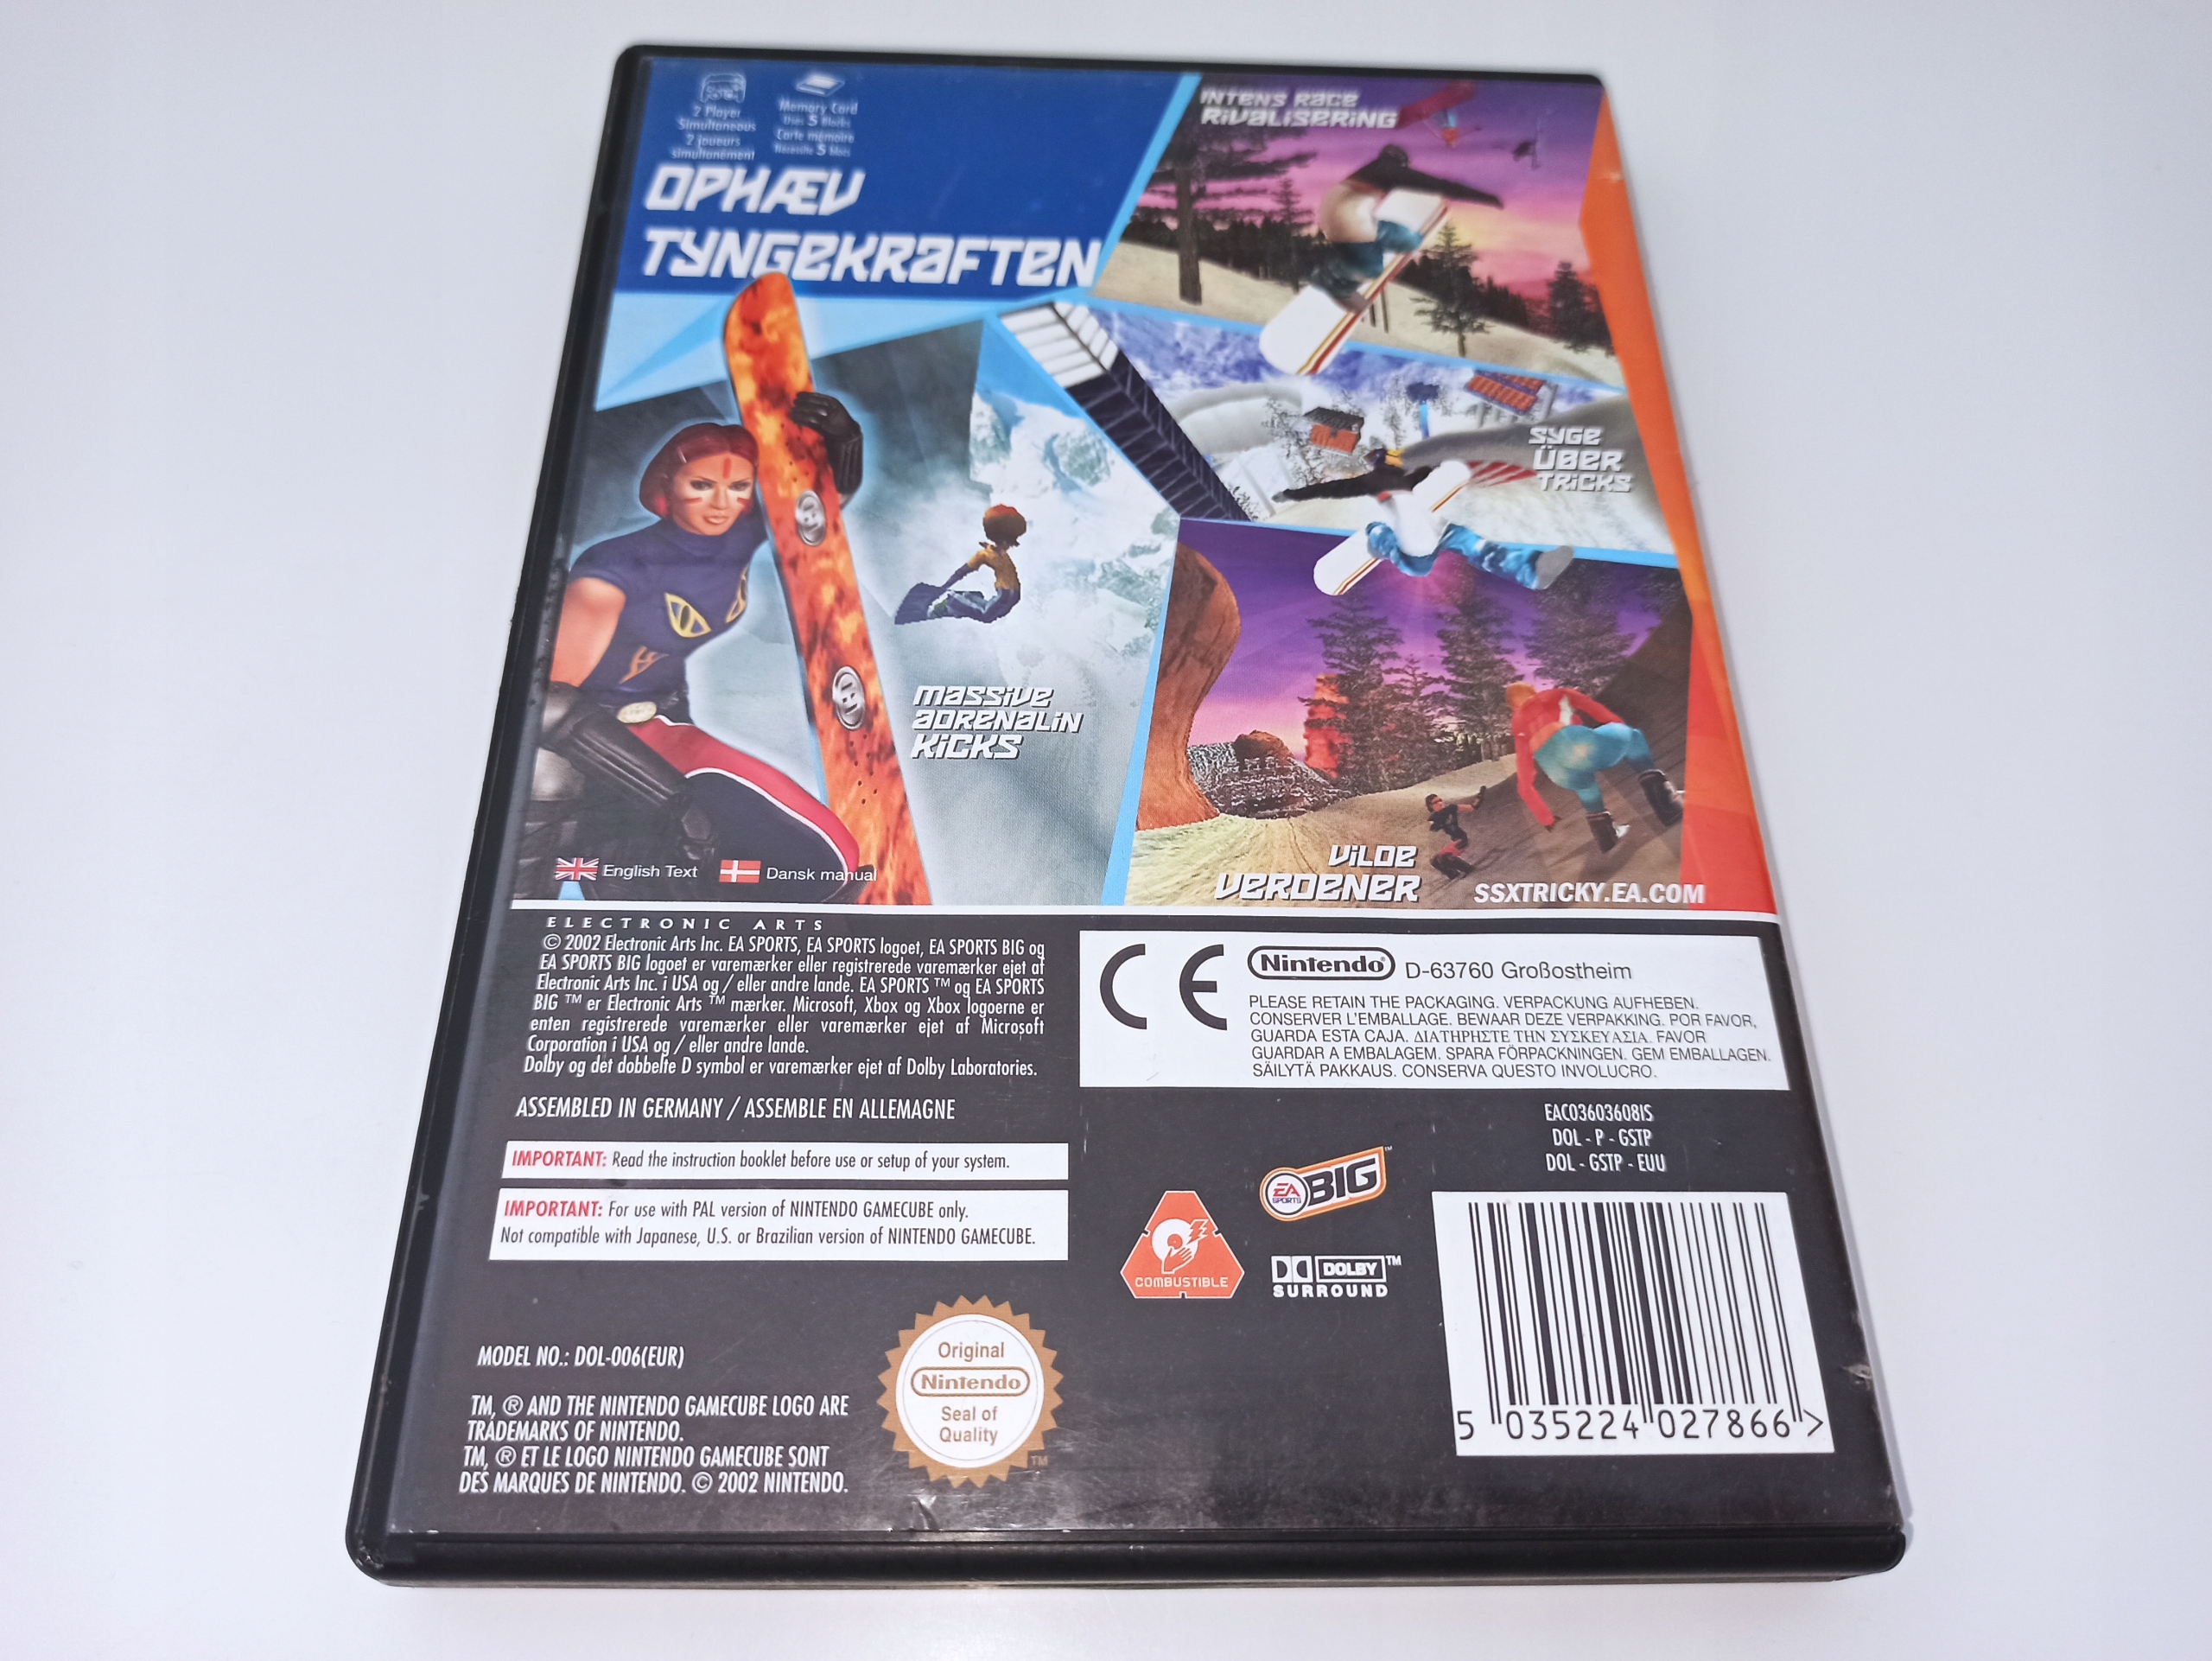 2 Player
Simultaneous
2 joueurs
simultanément
Memory Card
Uses 5 Blocks
Carte mémoire
Nécessite 5 blocs
OPHÆV
TYNGEKRAFTEN
INTENS RACE
RIVALISERING
SYGE
ÜBER
TRICKS
MASSIVE
ADRENALIN
KICKS
VILDE
VERDENER
SSXTRICKY.EA.COM
English Text
Dansk manual
ELECTRONIC ARTS
© 2002 Electronic Arts Inc. EA SPORTS, EA SPORTS logoet, EA SPORTS BIG og
EA SPORTS BIG logoet er varemærker eller registrerede varemærker ejet af
Electronic Arts Inc. i USA og / eller andre lande. EA SPORTS ™ og EA SPORTS
BIG ™ er Electronic Arts ™ mærker. Microsoft, Xbox og Xbox logoerne er
enten registrerede varemærker eller varemærker ejet af Microsoft
Corporation i USA og / eller andre lande.
Dolby og det dobbelte D symbol er varemærker ejet af Dolby Laboratories.
ASSEMBLED IN GERMANY / ASSEMBLE EN ALLEMAGNE
IMPORTANT: Read the instruction booklet before use or setup of your system.
IMPORTANT: For use with PAL version of NINTENDO GAMECUBE only.
Not compatible with Japanese, U.S. or Brazilian version of NINTENDO GAMECUBE.
CE
Nintendo® D-63760 Großostheim
PLEASE RETAIN THE PACKAGING. VERPACKUNG AUFHEBEN.
CONSERVER L'EMBALLAGE. BEWAAR DEZE VERPAKKING. POR FAVOR,
GUARDA ESTA CAJA. ΔΙΑΤΗΡΗΣΤΕ ΤΗΝ ΣΥΣΚΕΥΑΣΙΑ. FAVOR
GUARDAR A EMBALAGEM. SPARA FÖRPACKNINGEN. GEM EMBALLAGEN.
SÄILYTÄ PAKKAUS. CONSERVA QUESTO INVOLUCRO.
EAC03603608IS
DOL - P - GSTP
DOL - GSTP - EUU
EA SPORTS BIG™
COMBUSTIBLE
DOLBY™
SURROUND
5 035224 027866 >
MODEL NO.: DOL-006(EUR)
TM, ® AND THE NINTENDO GAMECUBE LOGO ARE
TRADEMARKS OF NINTENDO.
TM, ® ET LE LOGO NINTENDO GAMECUBE SONT
DES MARQUES DE NINTENDO. © 2002 NINTENDO.
Original
Nintendo
Seal of
Quality
TM